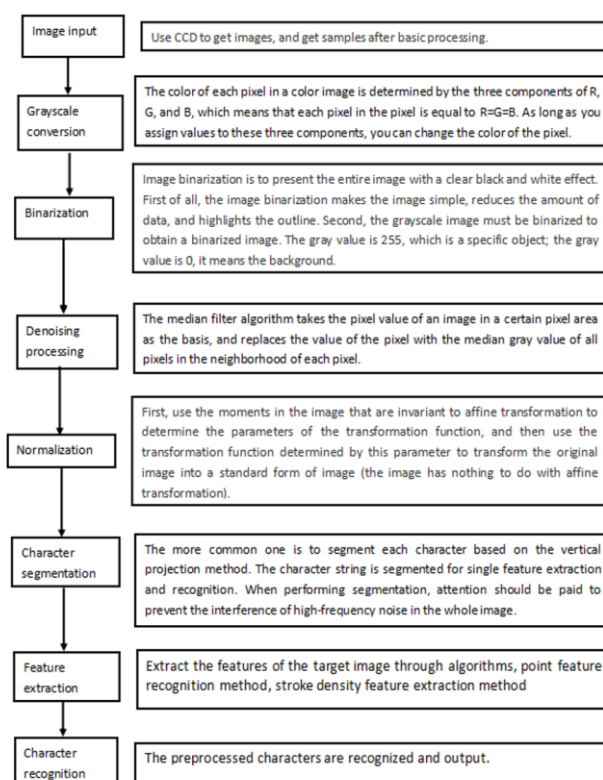 Image input
Use CCD to get images, and get samples after basic processing.
Grayscale
conversion
The color of each pixel in a color image is determined by the three components of R,
G, and B, which means that each pixel in the pixel is equal to R=G=B. As long as you
assign values to these three components, you can change the color of the pixel.
Binarization
Image binarization is to present the entire image with a clear black and white effect.
First of all, the image binarization makes the image simple, reduces the amount of
data, and highlights the outline. Second, the grayscale image must be binarized to
obtain a binarized image. The gray value is 255, which is a specific object; the gray
value is 0, it means the background.
Denoising
processing
The median filter algorithm takes the pixel value of an image in a certain pixel area
as the basis, and replaces the value of the pixel with the median gray value of all
pixels in the neighborhood of each pixel.
Normalization
First, use the moments in the image that are invariant to affine transformation to
determine the parameters of the transformation function, and then use the
transformation function determined by this parameter to transform the original
image into a standard form of image (the image has nothing to do with affine
transformation).
Character
segmentation
The more common one is to segment each character based on the vertical
projection method. The character string is segmented for single feature extraction
and recognition. When performing segmentation, attention should be paid to
prevent the interference of high-frequency noise in the whole image.
Feature
extraction
Extract the features of the target image through algorithms, point feature
recognition method, stroke density feature extraction method
Character
recognition
The preprocessed characters are recognized and output.